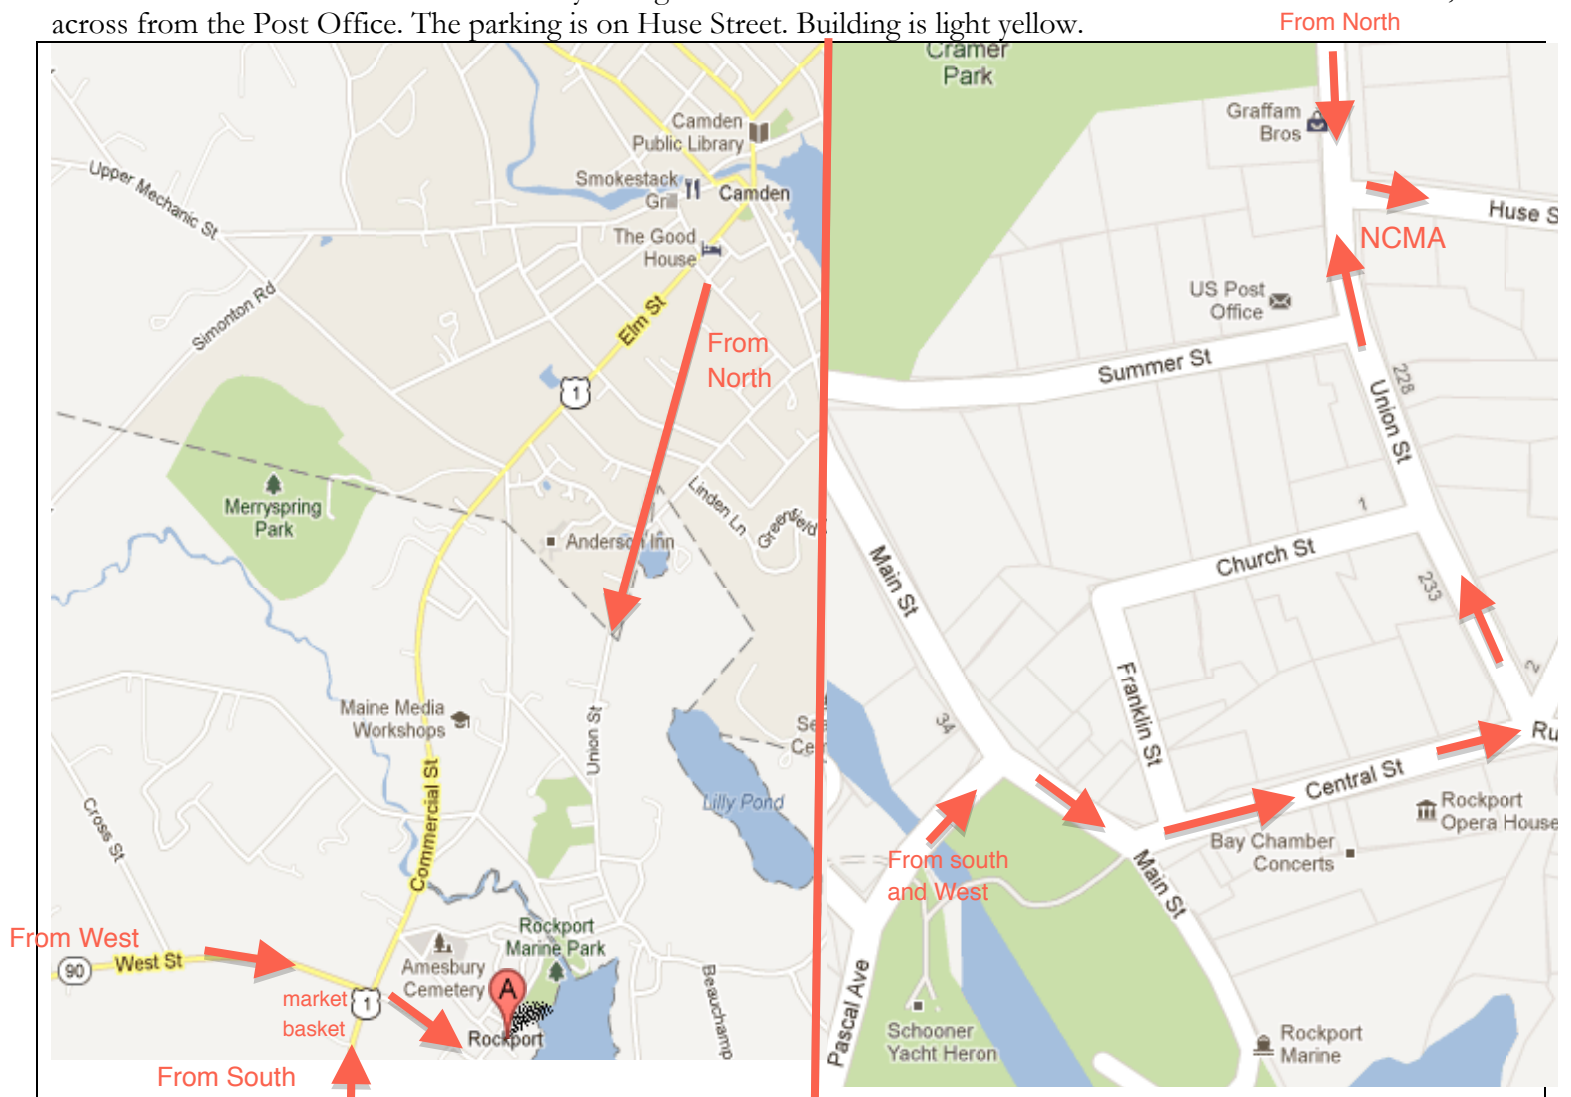 across from the Post Office. The parking is on Huse Street. Building is light yellow.
From North
Camden
Public Library
Upper Mechanic St
Smokestack
Grill
Camden
The Good
House
Simonton Rd
Elm St
From
North
1
Merryspring
Park
Linden Ln
Greenfield
Anderson Inn
Maine Media
Workshops
Union St
Commercial St
Cross St
Lilly Pond
From West
90
West St
Rockport
Marine Park
Amesbury
Cemetery
A
market
basket
1
Rockport
Beauchamp
From South
Cramer
Park
Graffam
Bros
Huse S
NCMA
US Post
Office
Summer St
228
Union St
1
Church St
233
Main St
2
Franklin St
34
Se
Ce
Ru
Central St
Rockport
Opera House
Bay Chamber
Concerts
From south
and West
Main St
Pascal Ave
Schooner
Yacht Heron
Rockport
Marine